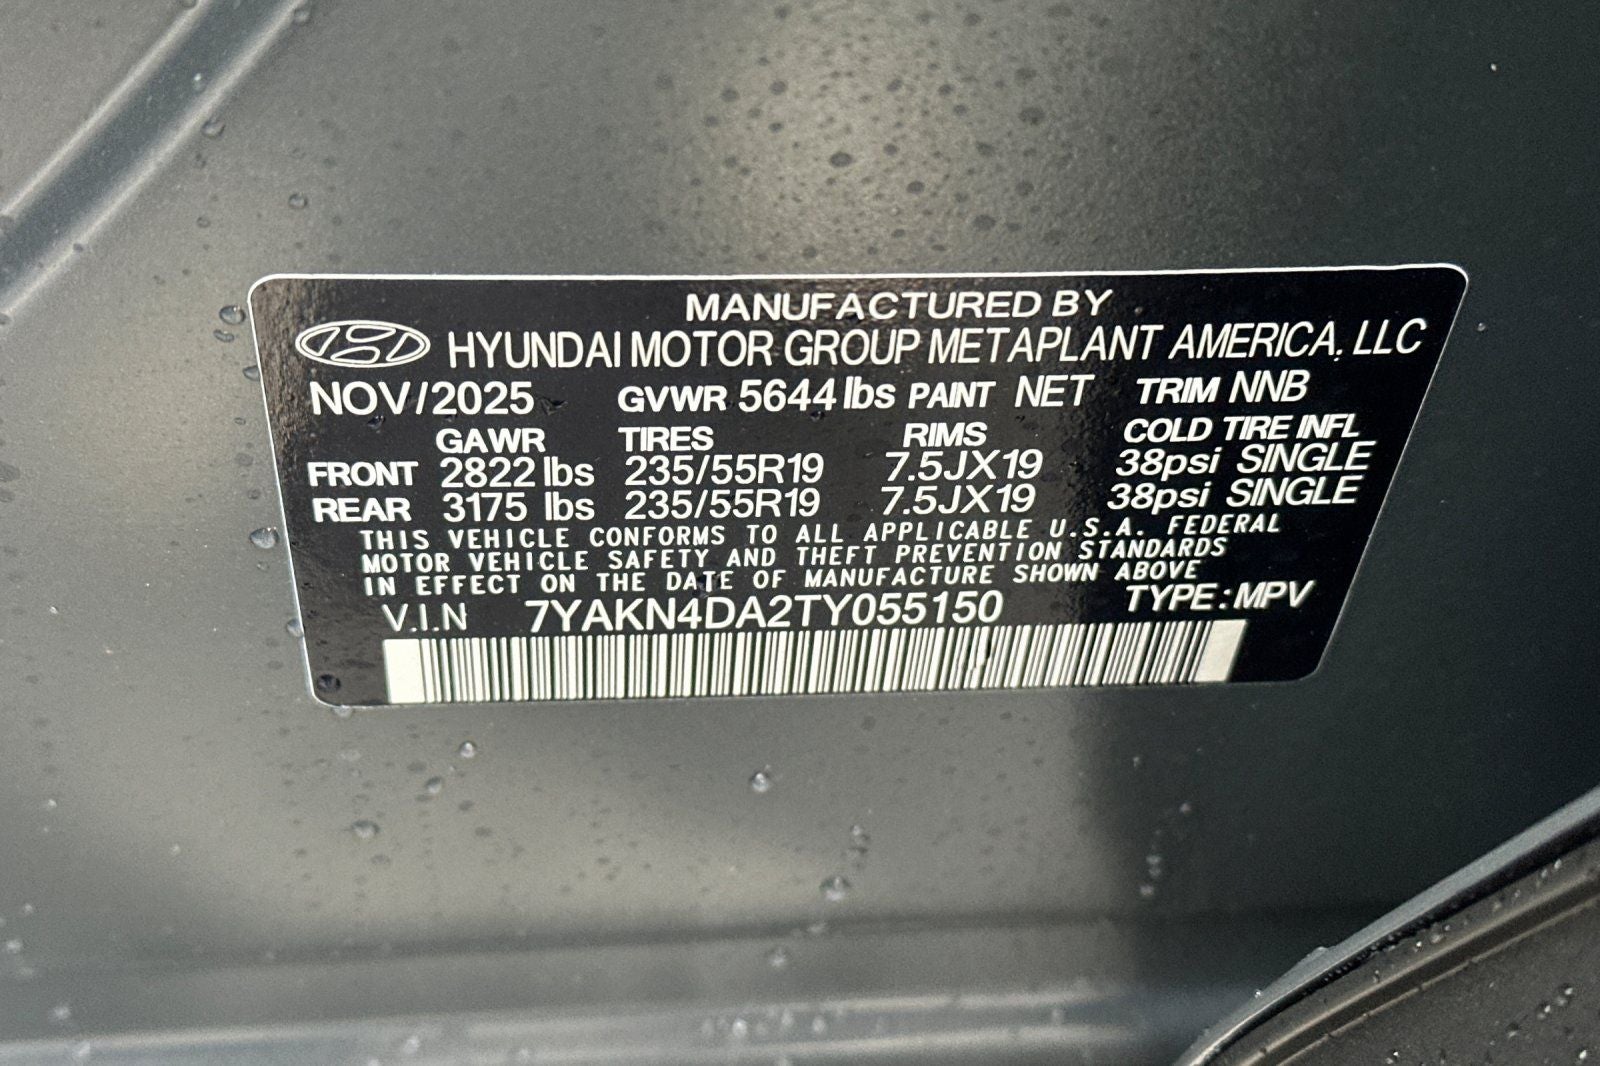 MANUFACTURED BY
HYUNDAI MOTOR GROUP METAPLANT AMERICA, LLC
NOV/2025 GVWR 5644 lbs PAINT NET TRIM NNB
GAWR TIRES RIMS COLD TIRE INFL
FRONT 2822 lbs 235/55R19 7.5JX19 38psi SINGLE
REAR 3175 lbs 235/55R19 7.5JX19 38psi SINGLE
THIS VEHICLE CONFORMS TO ALL APPLICABLE U.S.A. FEDERAL
MOTOR VEHICLE SAFETY AND THEFT PREVENTION STANDARDS
IN EFFECT ON THE DATE OF MANUFACTURE SHOWN ABOVE
V.I.N 7YAKN4DA2TY055150 TYPE: MPV